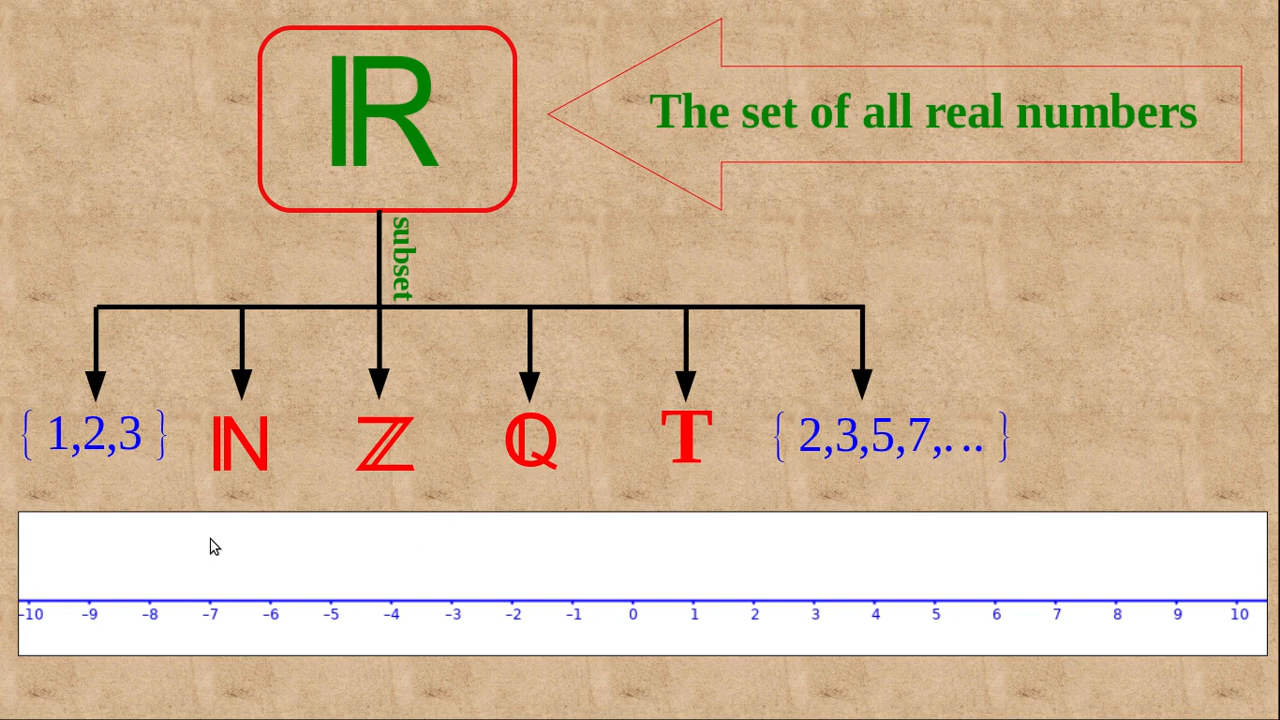 ℝ
The set of all real numbers
subset
{ 1,2,3 } ℕ ℤ ℚ T { 2,3,5,7,... }
-10 -9 -8 -7 -6 -5 -4 -3 -2 -1 0 1 2 3 4 5 6 7 8 9 10